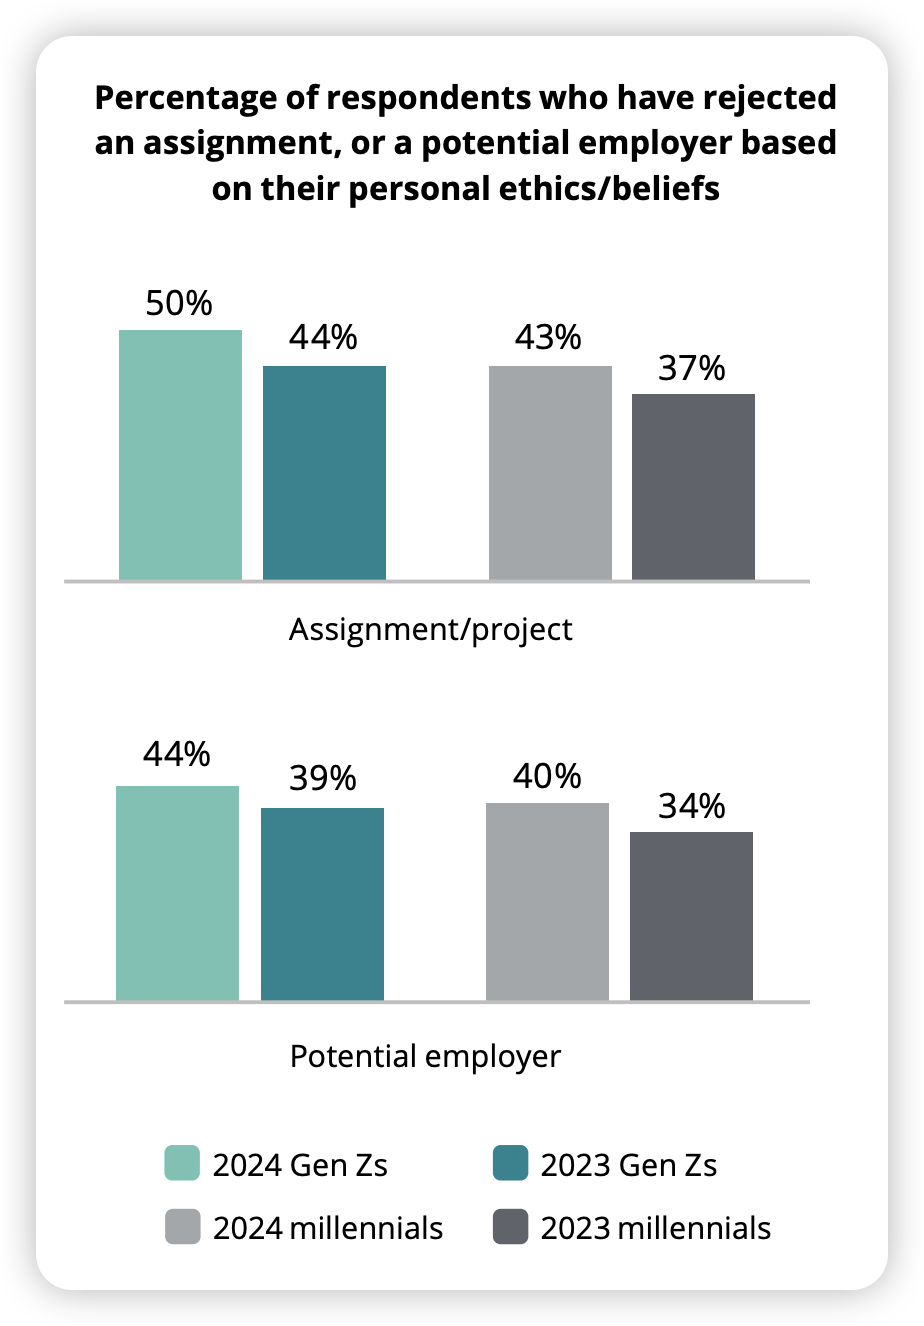 Percentage of respondents who have rejected
an assignment, or a potential employer based
on their personal ethics/beliefs
50%
44%
43%
37%
Assignment/project
44%
39%
40%
34%
Potential employer
2024 Gen Zs
2023 Gen Zs
2024 millennials
2023 millennials